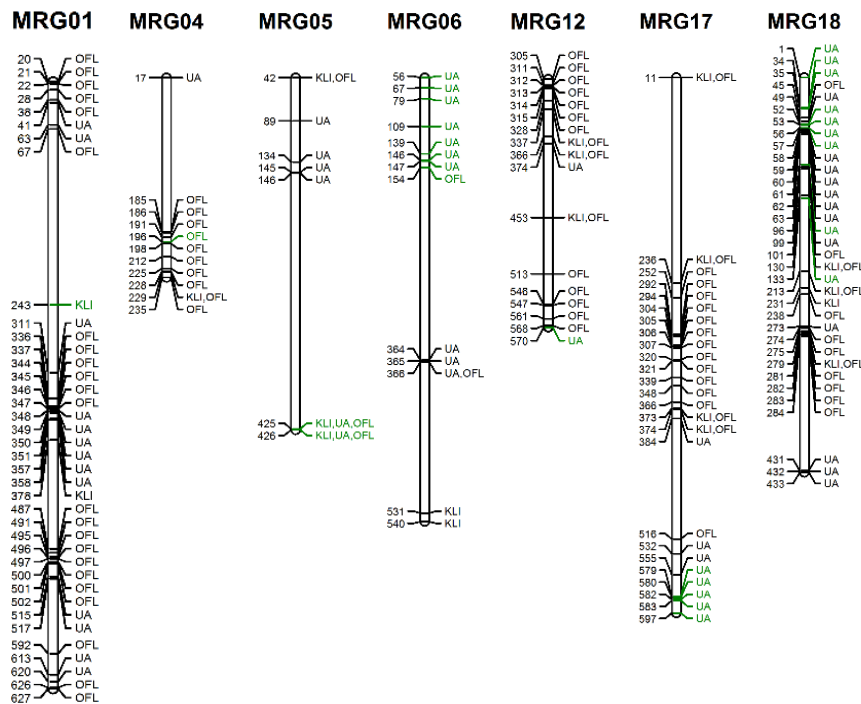 MRG01
20 OFL
21 OFL
22 OFL
28 OFL
38 OFL
41 UA
63 UA
67 OFL
243 KLI
311 UA
336 OFL
337 OFL
344 OFL
345 OFL
346 OFL
347 OFL
348 UA
349 UA
350 UA
351 UA
357 UA
358 UA
378 KLI
487 OFL
491 OFL
495 OFL
496 OFL
497 OFL
500 OFL
501 OFL
502 OFL
515 UA
517 UA
592 OFL
613 UA
620 UA
626 OFL
627 OFL
MRG04
17 UA
185 OFL
186 OFL
191 OFL
196 OFL
198 OFL
212 OFL
225 OFL
228 OFL
229 KLI,OFL
235 OFL
MRG05
42 KLI,OFL
89 UA
134 UA
145 UA
146 UA
425 KLI,UA,OFL
426 KLI,UA,OFL
MRG06
56 UA
67 UA
79 UA
109 UA
139 UA
146 UA
147 UA
154 OFL
364 UA
365 UA
366 UA,OFL
531 KLI
540 KLI
MRG12
305 OFL
311 OFL
312 OFL
313 OFL
314 OFL
315 OFL
328 OFL
337 KLI,OFL
366 KLI,OFL
374 UA
453 KLI,OFL
513 OFL
546 OFL
547 OFL
561 OFL
568 OFL
570 UA
MRG17
11 KLI,OFL
236 KLI,OFL
252 OFL
292 OFL
294 OFL
304 OFL
305 OFL
306 OFL
307 OFL
320 OFL
321 OFL
339 OFL
348 OFL
366 OFL
373 KLI,OFL
374 KLI,OFL
384 UA
516 OFL
532 UA
555 UA
579 UA
580 UA
582 UA
583 UA
597 UA
MRG18
1 UA
34 UA
35 UA
45 OFL
49 UA
52 UA
53 UA
56 UA
57 UA
58 UA
59 UA
60 UA
61 UA
62 UA
63 UA
96 UA
99 UA
101 OFL
130 KLI,OFL
133 UA
213 KLI,OFL
231 KLI
238 OFL
273 UA
274 OFL
275 OFL
279 KLI,OFL
281 OFL
282 OFL
283 OFL
284 OFL
431 UA
432 UA
433 UA